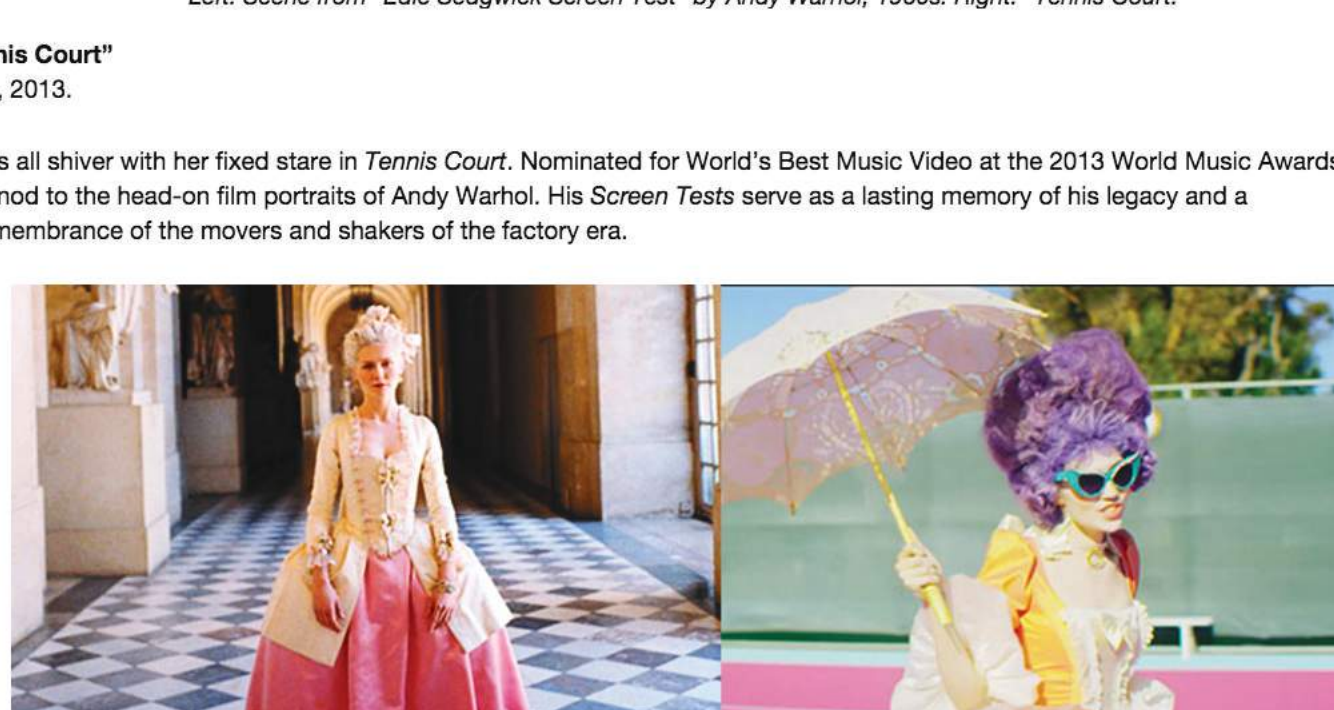 Left: Scene from "Edie Sedgwick Screen Test" by Andy Warhol, 1960s. Right: "Tennis Court."
nis Court”
, 2013.
s all shiver with her fixed stare in Tennis Court. Nominated for World’s Best Music Video at the 2013 World Music Awards
nod to the head-on film portraits of Andy Warhol. His Screen Tests serve as a lasting memory of his legacy and a
membrance of the movers and shakers of the factory era.